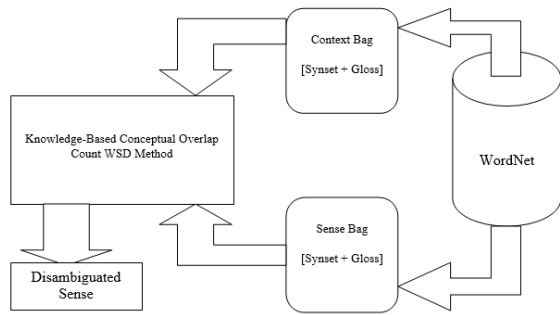 Context Bag
[Synset + Gloss]
Knowledge-Based Conceptual Overlap
Count WSD Method
WordNet
Sense Bag
[Synset + Gloss]
Disambiguated
Sense